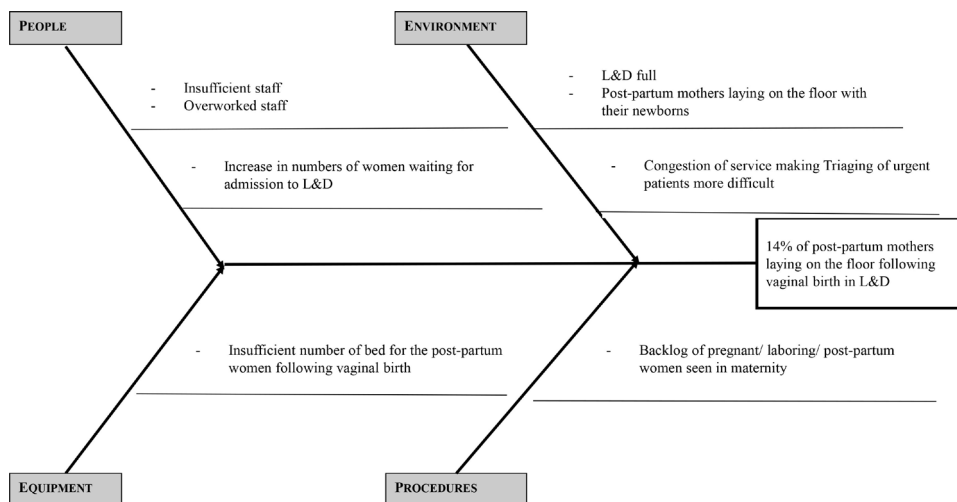 PEOPLE
ENVIRONMENT
- Insufficient staff
- Overworked staff
- L&D full
- Post-partum mothers laying on the floor with
their newborns
- Increase in numbers of women waiting for
admission to L&D
- Congestion of service making Triaging of urgent
patients more difficult
14% of post-partum mothers
laying on the floor following
vaginal birth in L&D
- Insufficient number of bed for the post-partum
women following vaginal birth
- Backlog of pregnant/ laboring/ post-partum
women seen in maternity
EQUIPMENT
PROCEDURES